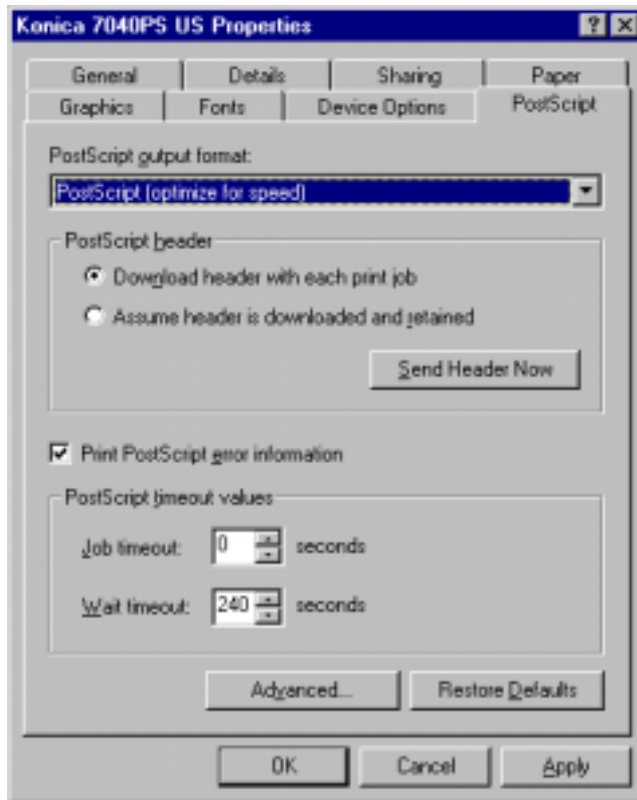 Konica 7040PS US Properties
General Details Sharing Paper
Graphics Fonts Device Options PostScript
PostScript output format:
PostScript (optimize for speed)
PostScript header
Download header with each print job
Assume header is downloaded and retained
Send Header Now
Print PostScript error information
PostScript timeout values
Job timeout: 0 seconds
Wait timeout: 240 seconds
Advanced... Restore Defaults
OK Cancel Apply